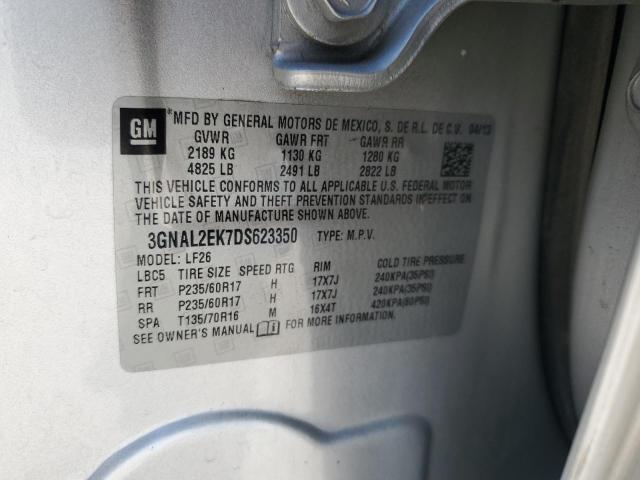 GM
*MFD BY GENERAL MOTORS DE MEXICO, S. DE R.L. DE C.V. 04/13
GVWR GAWR FRT GAWR RR
2189 KG 1130 KG 1280 KG
4825 LB 2491 LB 2822 LB
THIS VEHICLE CONFORMS TO ALL APPLICABLE U.S. FEDERAL MOTOR
VEHICLE SAFETY AND THEFT PREVENTION STANDARDS IN EFFECT ON
THE DATE OF MANUFACTURE SHOWN ABOVE.
3GNAL2EK7DS623350 TYPE: M.P.V.
MODEL: LF26
LBC5 TIRE SIZE SPEED RTG RIM COLD TIRE PRESSURE
FRT P235/60R17 H 17X7J 240KPA(35PSI)
RR P235/60R17 H 17X7J 240KPA(35PSI)
SPA T135/70R16 M 16X4T 420KPA(60PSI)
SEE OWNER'S MANUAL FOR MORE INFORMATION.